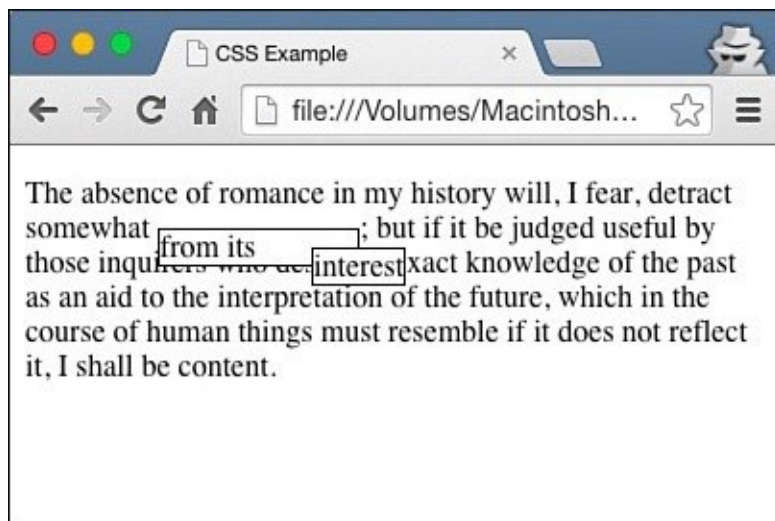 CSS Example
file:///Volumes/Macintosh...
The absence of romance in my history will, I fear, detract
somewhat ; but if it be judged useful by
from its
those inqu xact knowledge of the past
interest
as an aid to the interpretation of the future, which in the
course of human things must resemble if it does not reflect
it, I shall be content.